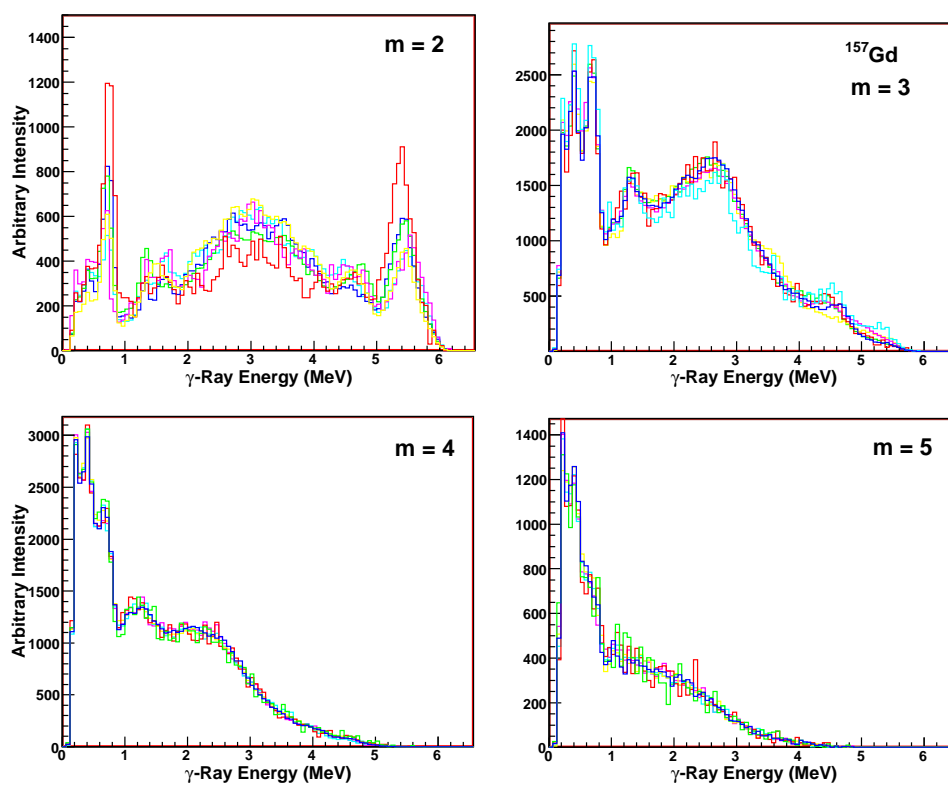 m = 2
Arbitrary Intensity
1400
1200
1000
800
600
400
200
0
0 1 2 3 4 5 6
γ-Ray Energy (MeV)
157Gd
m = 3
2500
2000
1500
1000
500
0
0 1 2 3 4 5 6
γ-Ray Energy (MeV)
m = 4
Arbitrary Intensity
3000
2500
2000
1500
1000
500
0
0 1 2 3 4 5 6
γ-Ray Energy (MeV)
m = 5
1400
1200
1000
800
600
400
200
0
0 1 2 3 4 5 6
γ-Ray Energy (MeV)